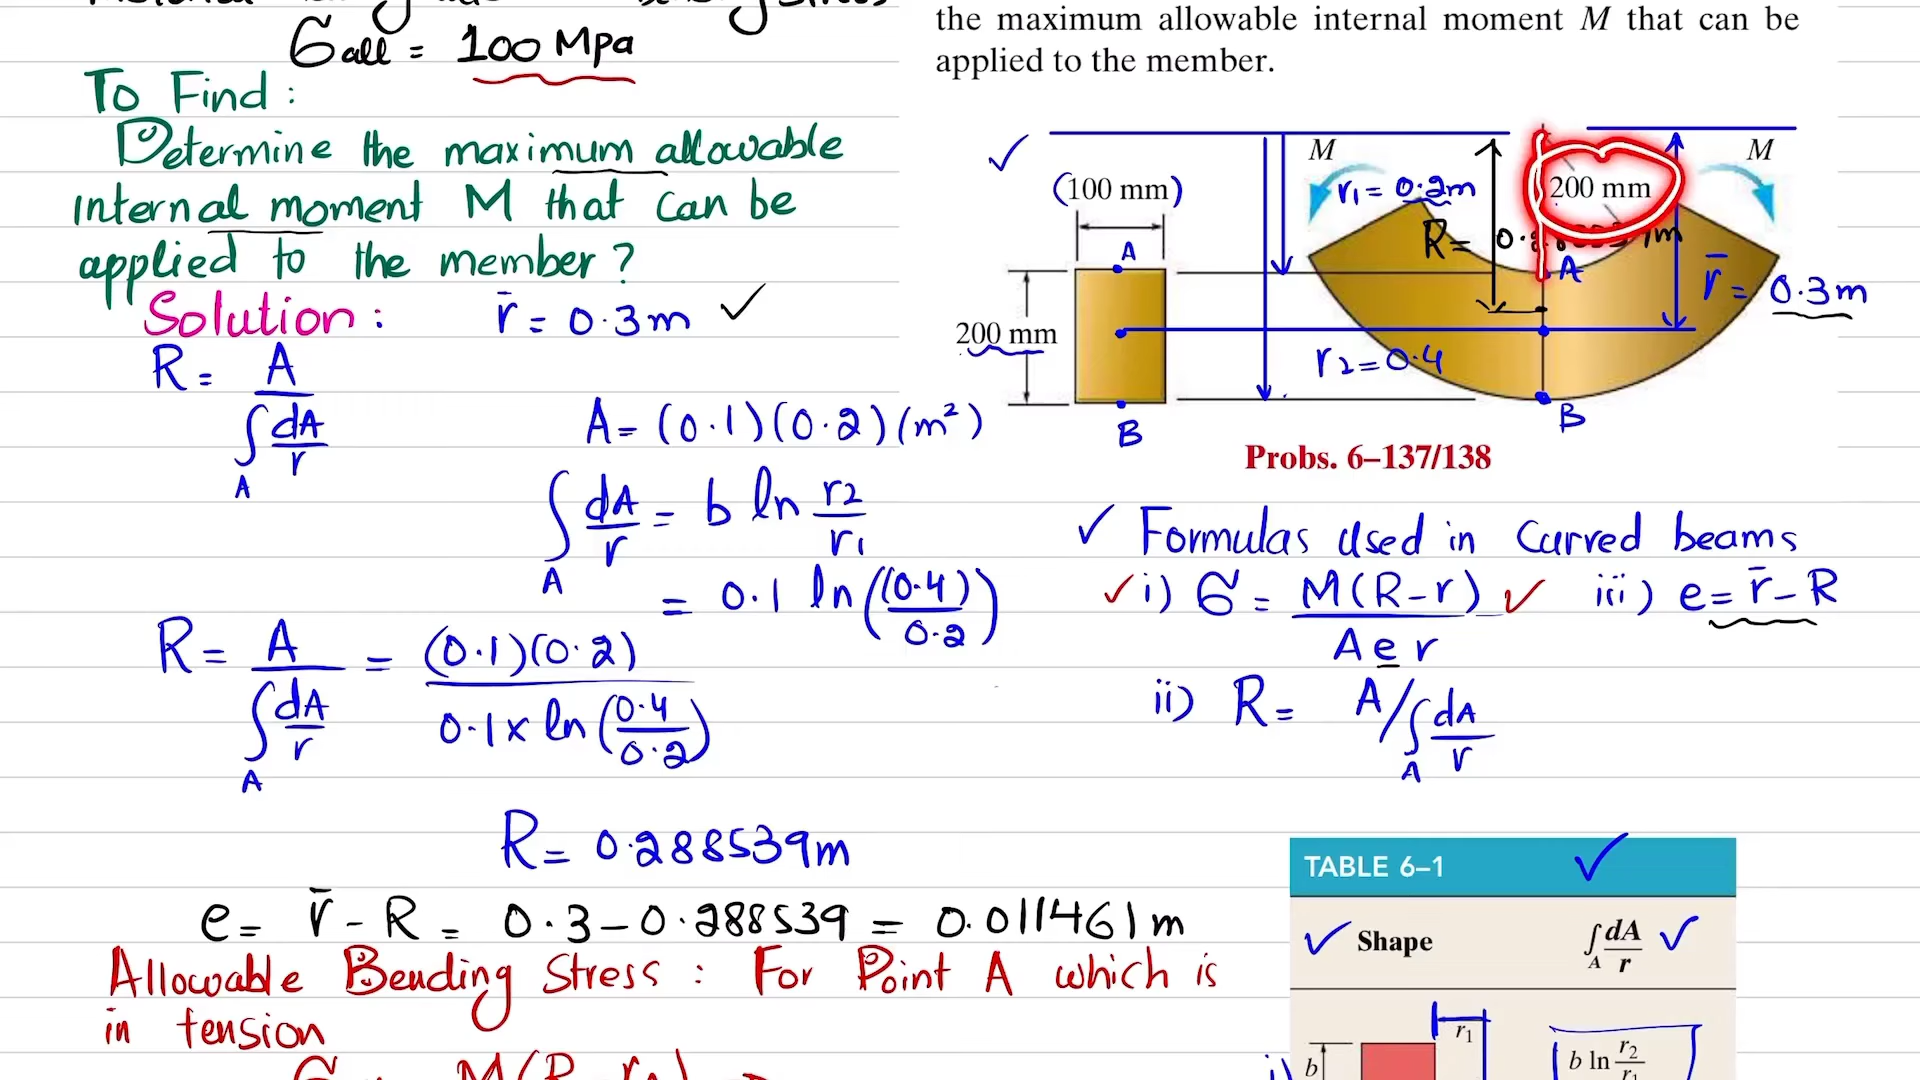 σall = 100 Mpa
To Find :
Determine the maximum allowable
internal moment M that can be
applied to the member ?
Solution : r̄ = 0.3m ✓
R = A / ∫A dA/r
A = (0.1)(0.2)(m²)
∫A dA/r = b ln r2/r1
= 0.1 ln((0.4)/0.2)
R = A / ∫A dA/r = (0.1)(0.2) / 0.1 x ln(0.4/0.2)
R = 0.288539m
e = r̄ - R = 0.3 - 0.288539 = 0.011461m
Allowable Bending Stress : For Point A which is
in tension
the maximum allowable internal moment M that can be
applied to the member.
✓
M
M
(100 mm)
r1 = 0.2m
200 mm
R =
A
A
r̄ = 0.3m
200 mm
r2 = 0.4
B
B
Probs. 6–137/138
✓ Formulas used in curved beams
✓ i) σ = M(R-r) / A e r ✓ iii) e = r̄ - R
ii) R = A / ∫A dA/r
TABLE 6–1 ✓
✓ Shape ∫A dA/r ✓
r1
b
b ln r2/r1
i)